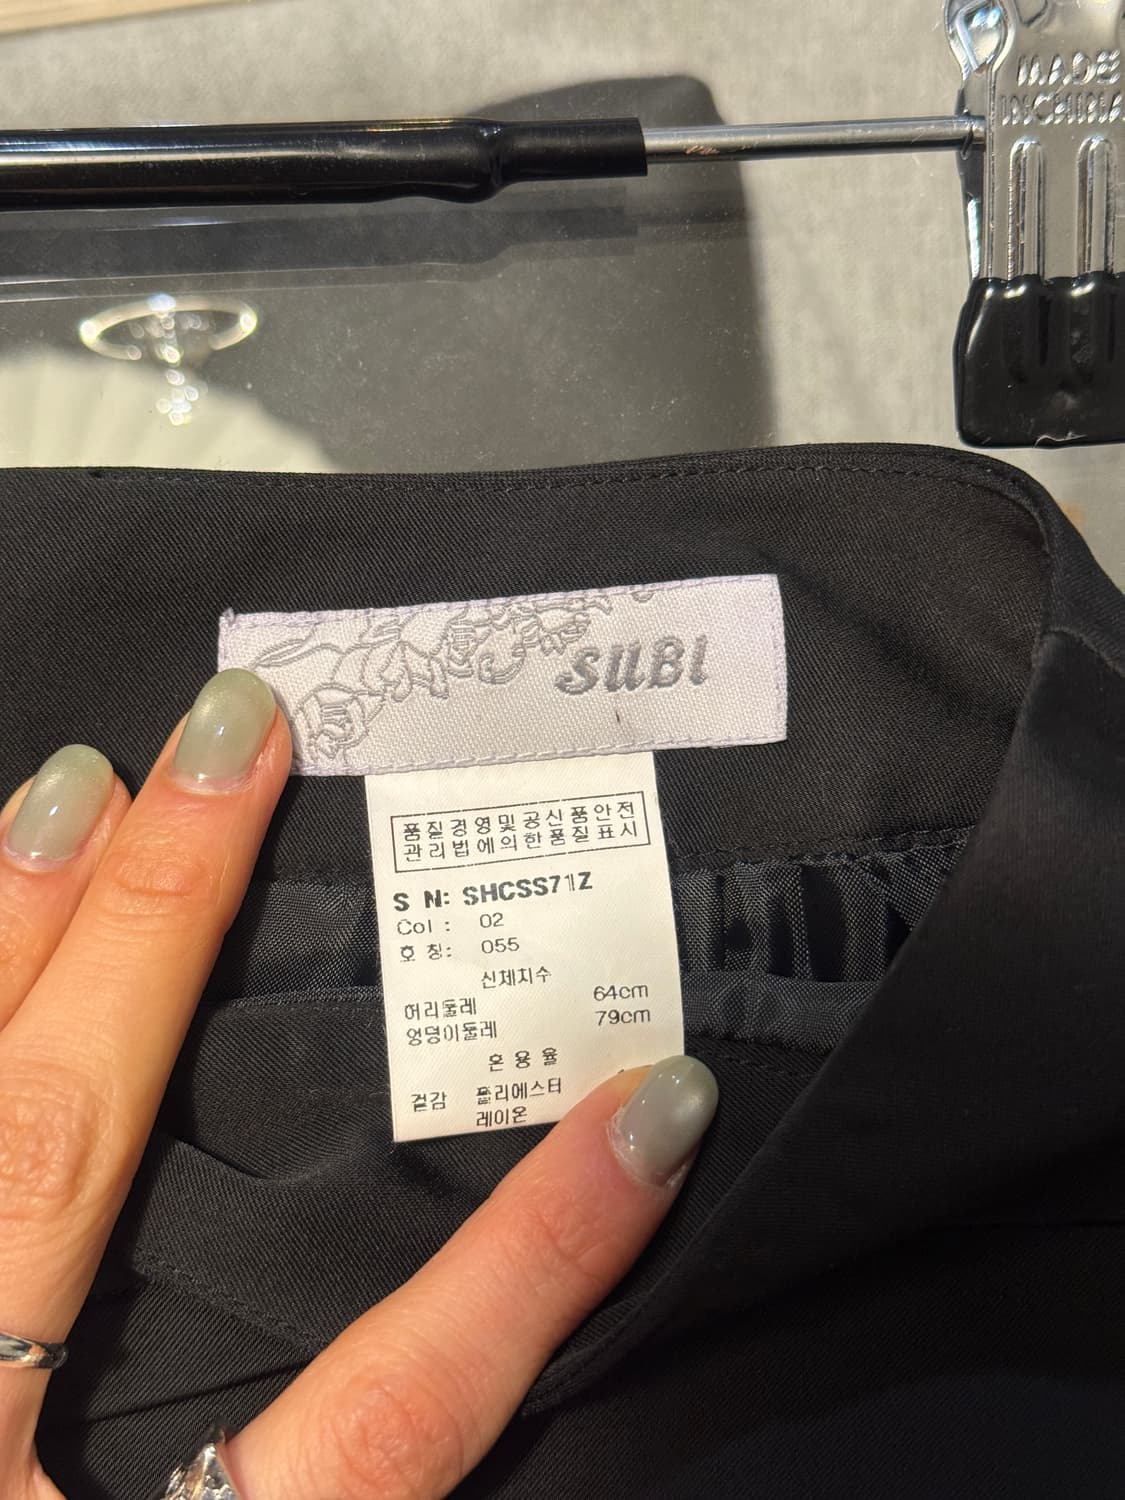 MADE
IN CHINA
SUBI
품질경영및공신품안전
관리법에의한품질표시
S N: SHCSS71Z
Col : 02
호 칭: 055
신체치수
허리둘레 64cm
엉덩이둘레 79cm
혼 용 율
겉감 폴리에스터
레이온